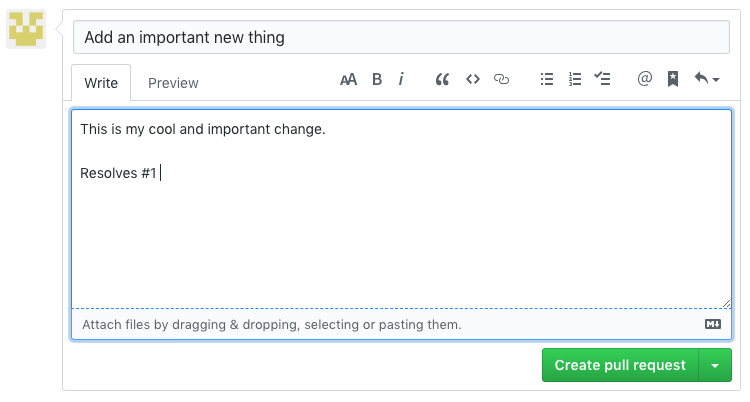 Add an important new thing
Write Preview AA B i @
This is my cool and important change.
Resolves #1
Attach files by dragging & dropping, selecting or pasting them. M↓
Create pull request